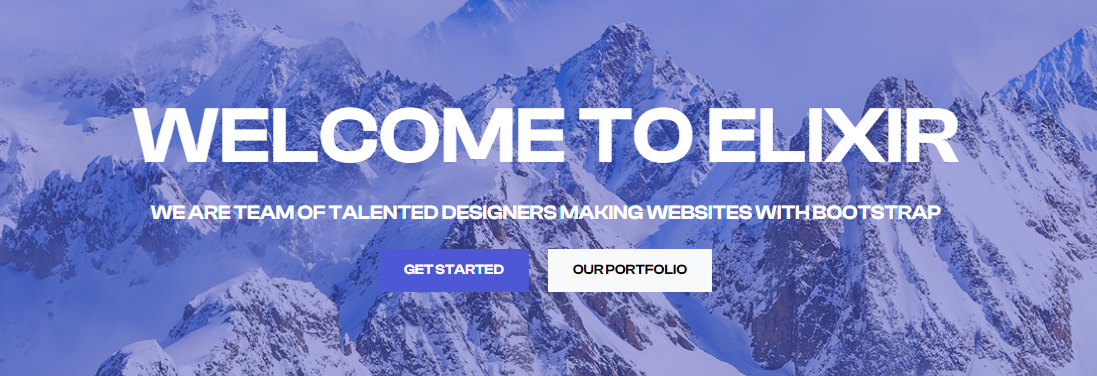 WELCOME TO ELIXIR
WE ARE TEAM OF TALENTED DESIGNERS MAKING WEBSITES WITH BOOTSTRAP
GET STARTED
OUR PORTFOLIO